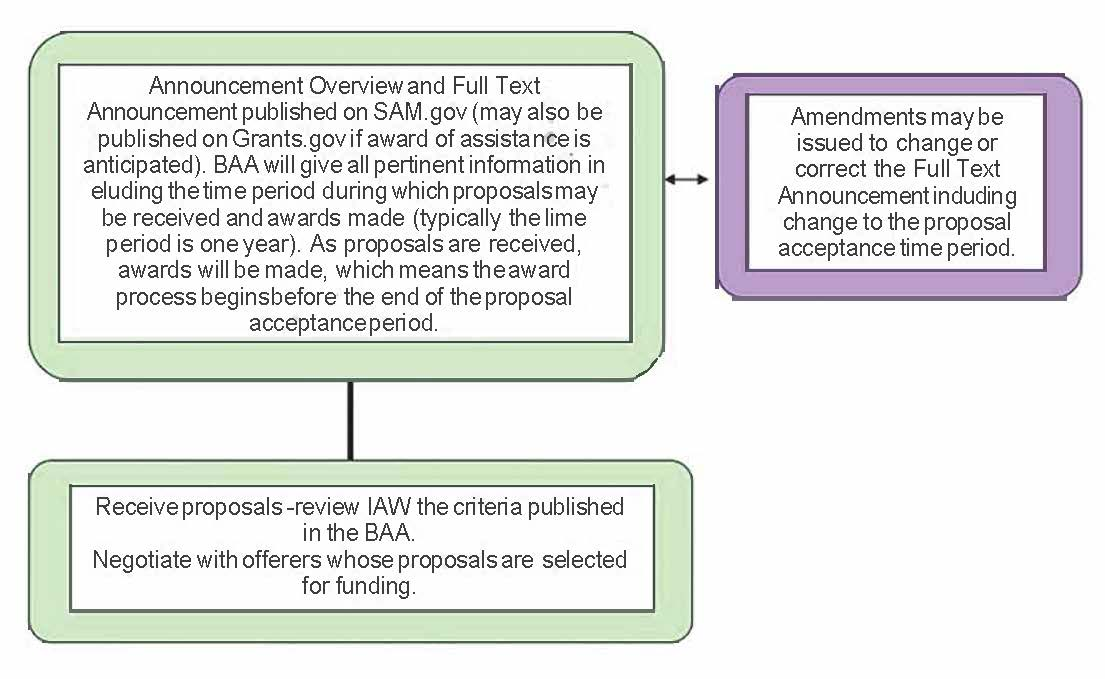 Announcement Overview and Full Text
Announcement published on SAM.gov (may also be
published on Grants.gov if award of assistance is
anticipated). BAA will give all pertinent information in
eluding the time period during which proposals may
be received and awards made (typically the lime
period is one year). As proposals are received,
awards will be made, which means the award
process begins before the end of the proposal
acceptance period.
Amendments may be
issued to change or
correct the Full Text
Announcement induding
change to the proposal
acceptance time period.
Receive proposals -review IAW the criteria published
in the BAA.
Negotiate with offerers whose proposals are selected
for funding.